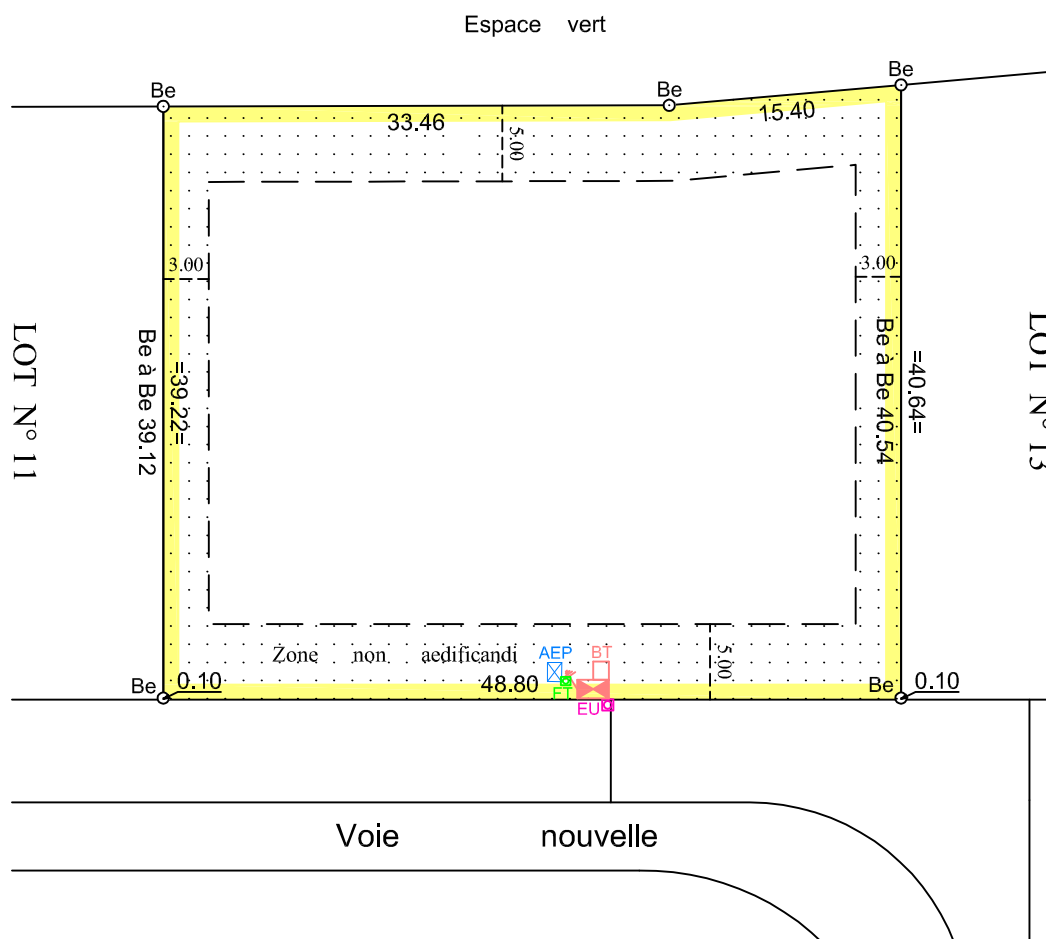 Espace vert
Be
Be
Be
33.46
15.40
5.00
3.00
3.00
LOT N° 11
Be à Be 39.12
=39.22=
Be à Be 40.54
=40.64=
LOT N° 13
Zone non aedificandi
AEP
BT
5.00
Be
0.10
48.80
FT
EU
Be
0.10
Voie nouvelle